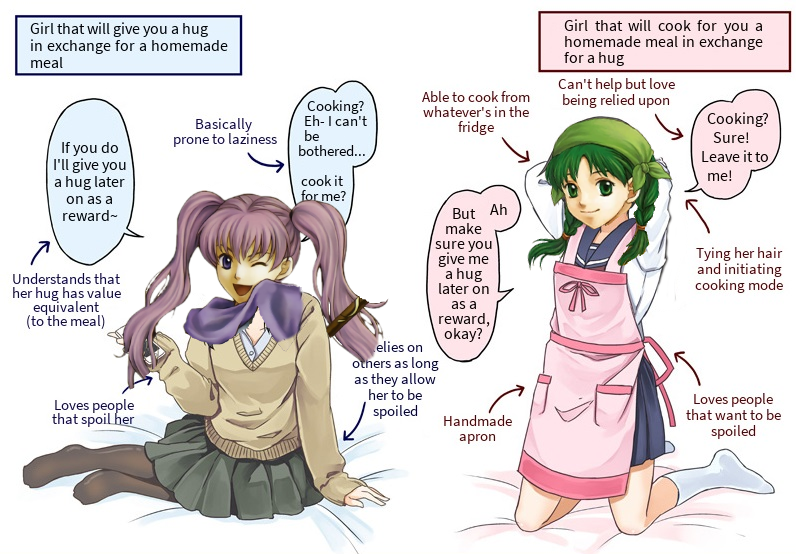 Girl that will give you a hug
in exchange for a homemade
meal
Girl that will cook for you a
homemade meal in exchange
for a hug
If you do
I'll give you
a hug later
on as a
reward~
Basically
prone to laziness
Cooking?
Eh- I can't
be
bothered...
cook it
for me?
Understands that
her hug has value
equivalent
(to the meal)
Loves people
that spoil her
elies on
others as long
as they allow
her to be
spoiled
Able to cook from
whatever's in the
fridge
Can't help but love
being relied upon
Cooking?
Sure!
Leave it to
me!
Ah
But
make
sure you
give me
a hug
later on
as a
reward,
okay?
Tying her hair
and initiating
cooking mode
Handmade
apron
Loves people
that want to be
spoiled